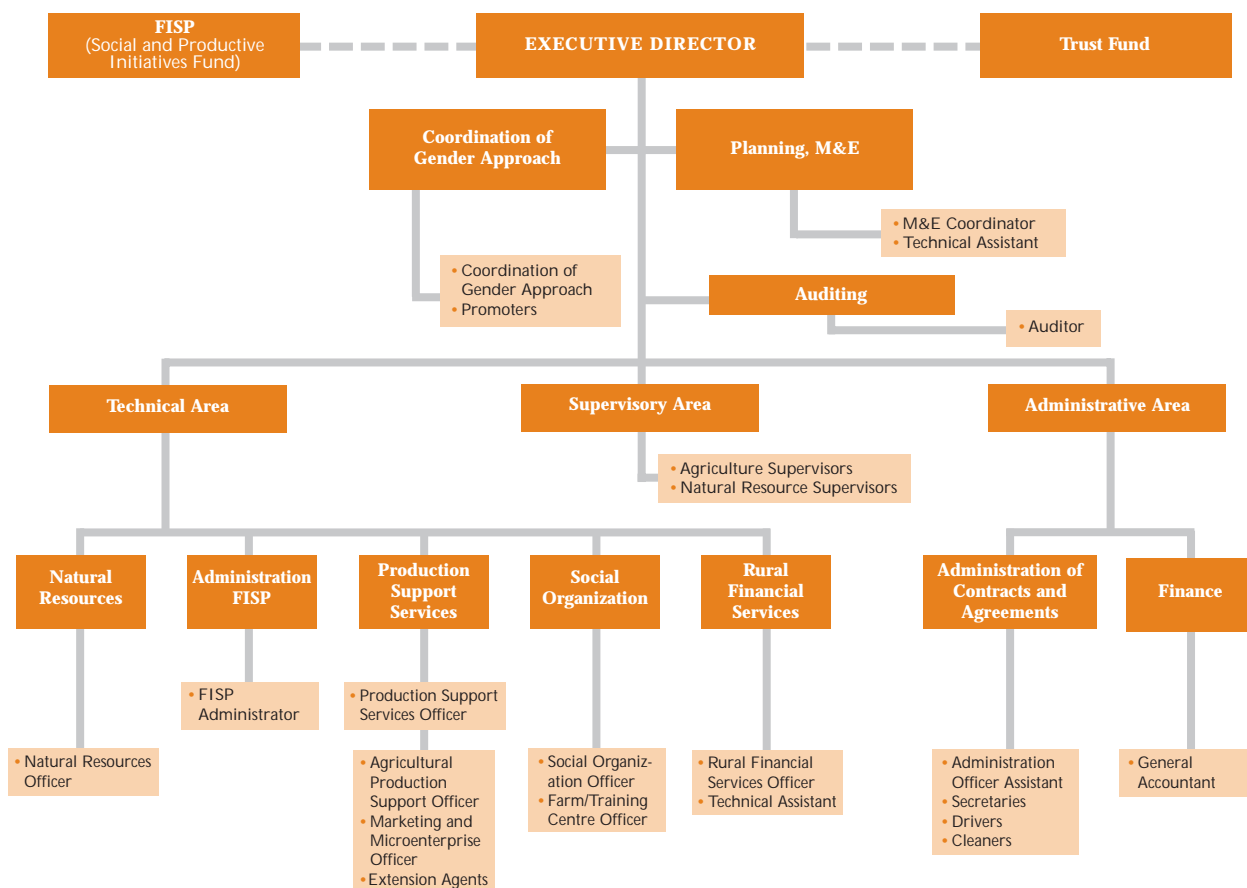 FISP
(Social and Productive
Initiatives Fund)
EXECUTIVE DIRECTOR
Trust Fund
Coordination of
Gender Approach
Planning, M&E
• M&E Coordinator
• Technical Assistant
• Coordination of
Gender Approach
• Promoters
Auditing
• Auditor
Technical Area
Supervisory Area
Administrative Area
• Agriculture Supervisors
• Natural Resource Supervisors
Natural
Resources
Administration
FISP
Production
Support
Services
Social
Organization
Rural
Financial
Services
Administration of
Contracts and
Agreements
Finance
• Natural Resources
Officer
• FISP
Administrator
• Production Support
Services Officer
• Agricultural
Production
Support Officer
• Marketing and
Microenterprise
Officer
• Extension Agents
• Social Organiz-
ation Officer
• Farm/Training
Centre Officer
• Rural Financial
Services Officer
• Technical Assistant
• Administration
Officer Assistant
• Secretaries
• Drivers
• Cleaners
• General
Accountant